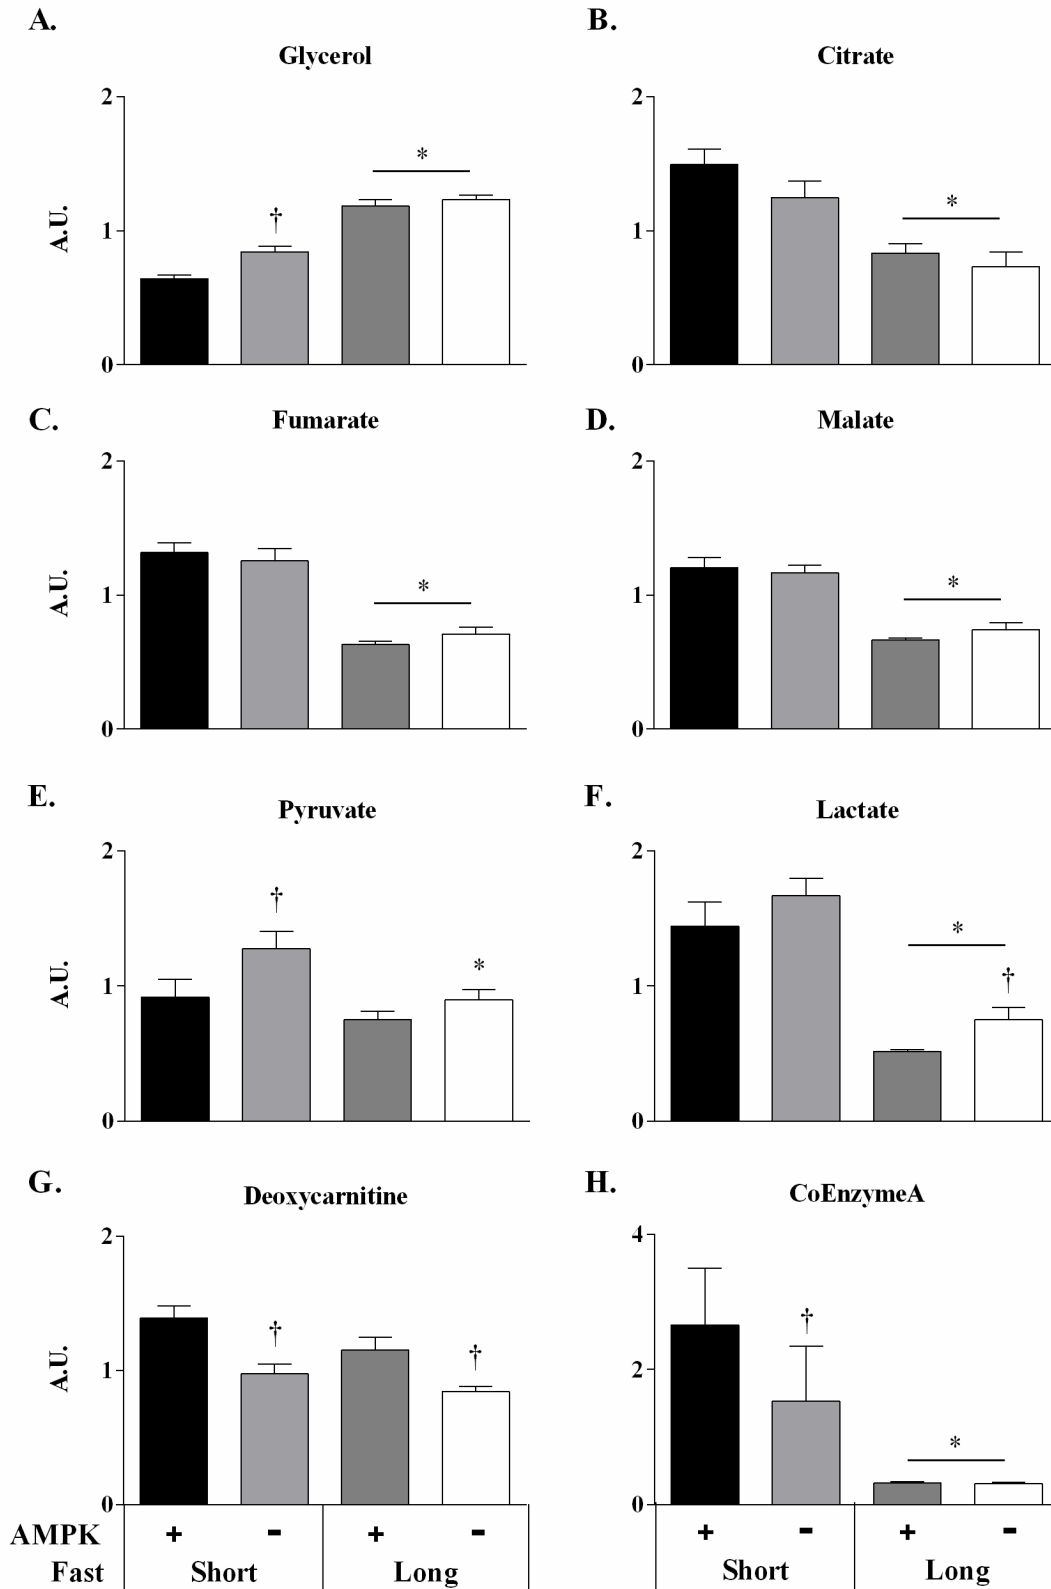 A.
Glycerol
2
1
0
A.U.
†
*
B.
Citrate
2
1
0
*
C.
Fumarate
2
1
0
A.U.
*
D.
Malate
2
1
0
*
E.
Pyruvate
2
1
0
A.U.
†
*
F.
Lactate
2
1
0
*
†
G.
Deoxycarnitine
2
1
0
A.U.
†
†
H.
CoEnzymeA
4
2
0
†
*
AMPK + - + - + - + -
Fast Short Long Short Long